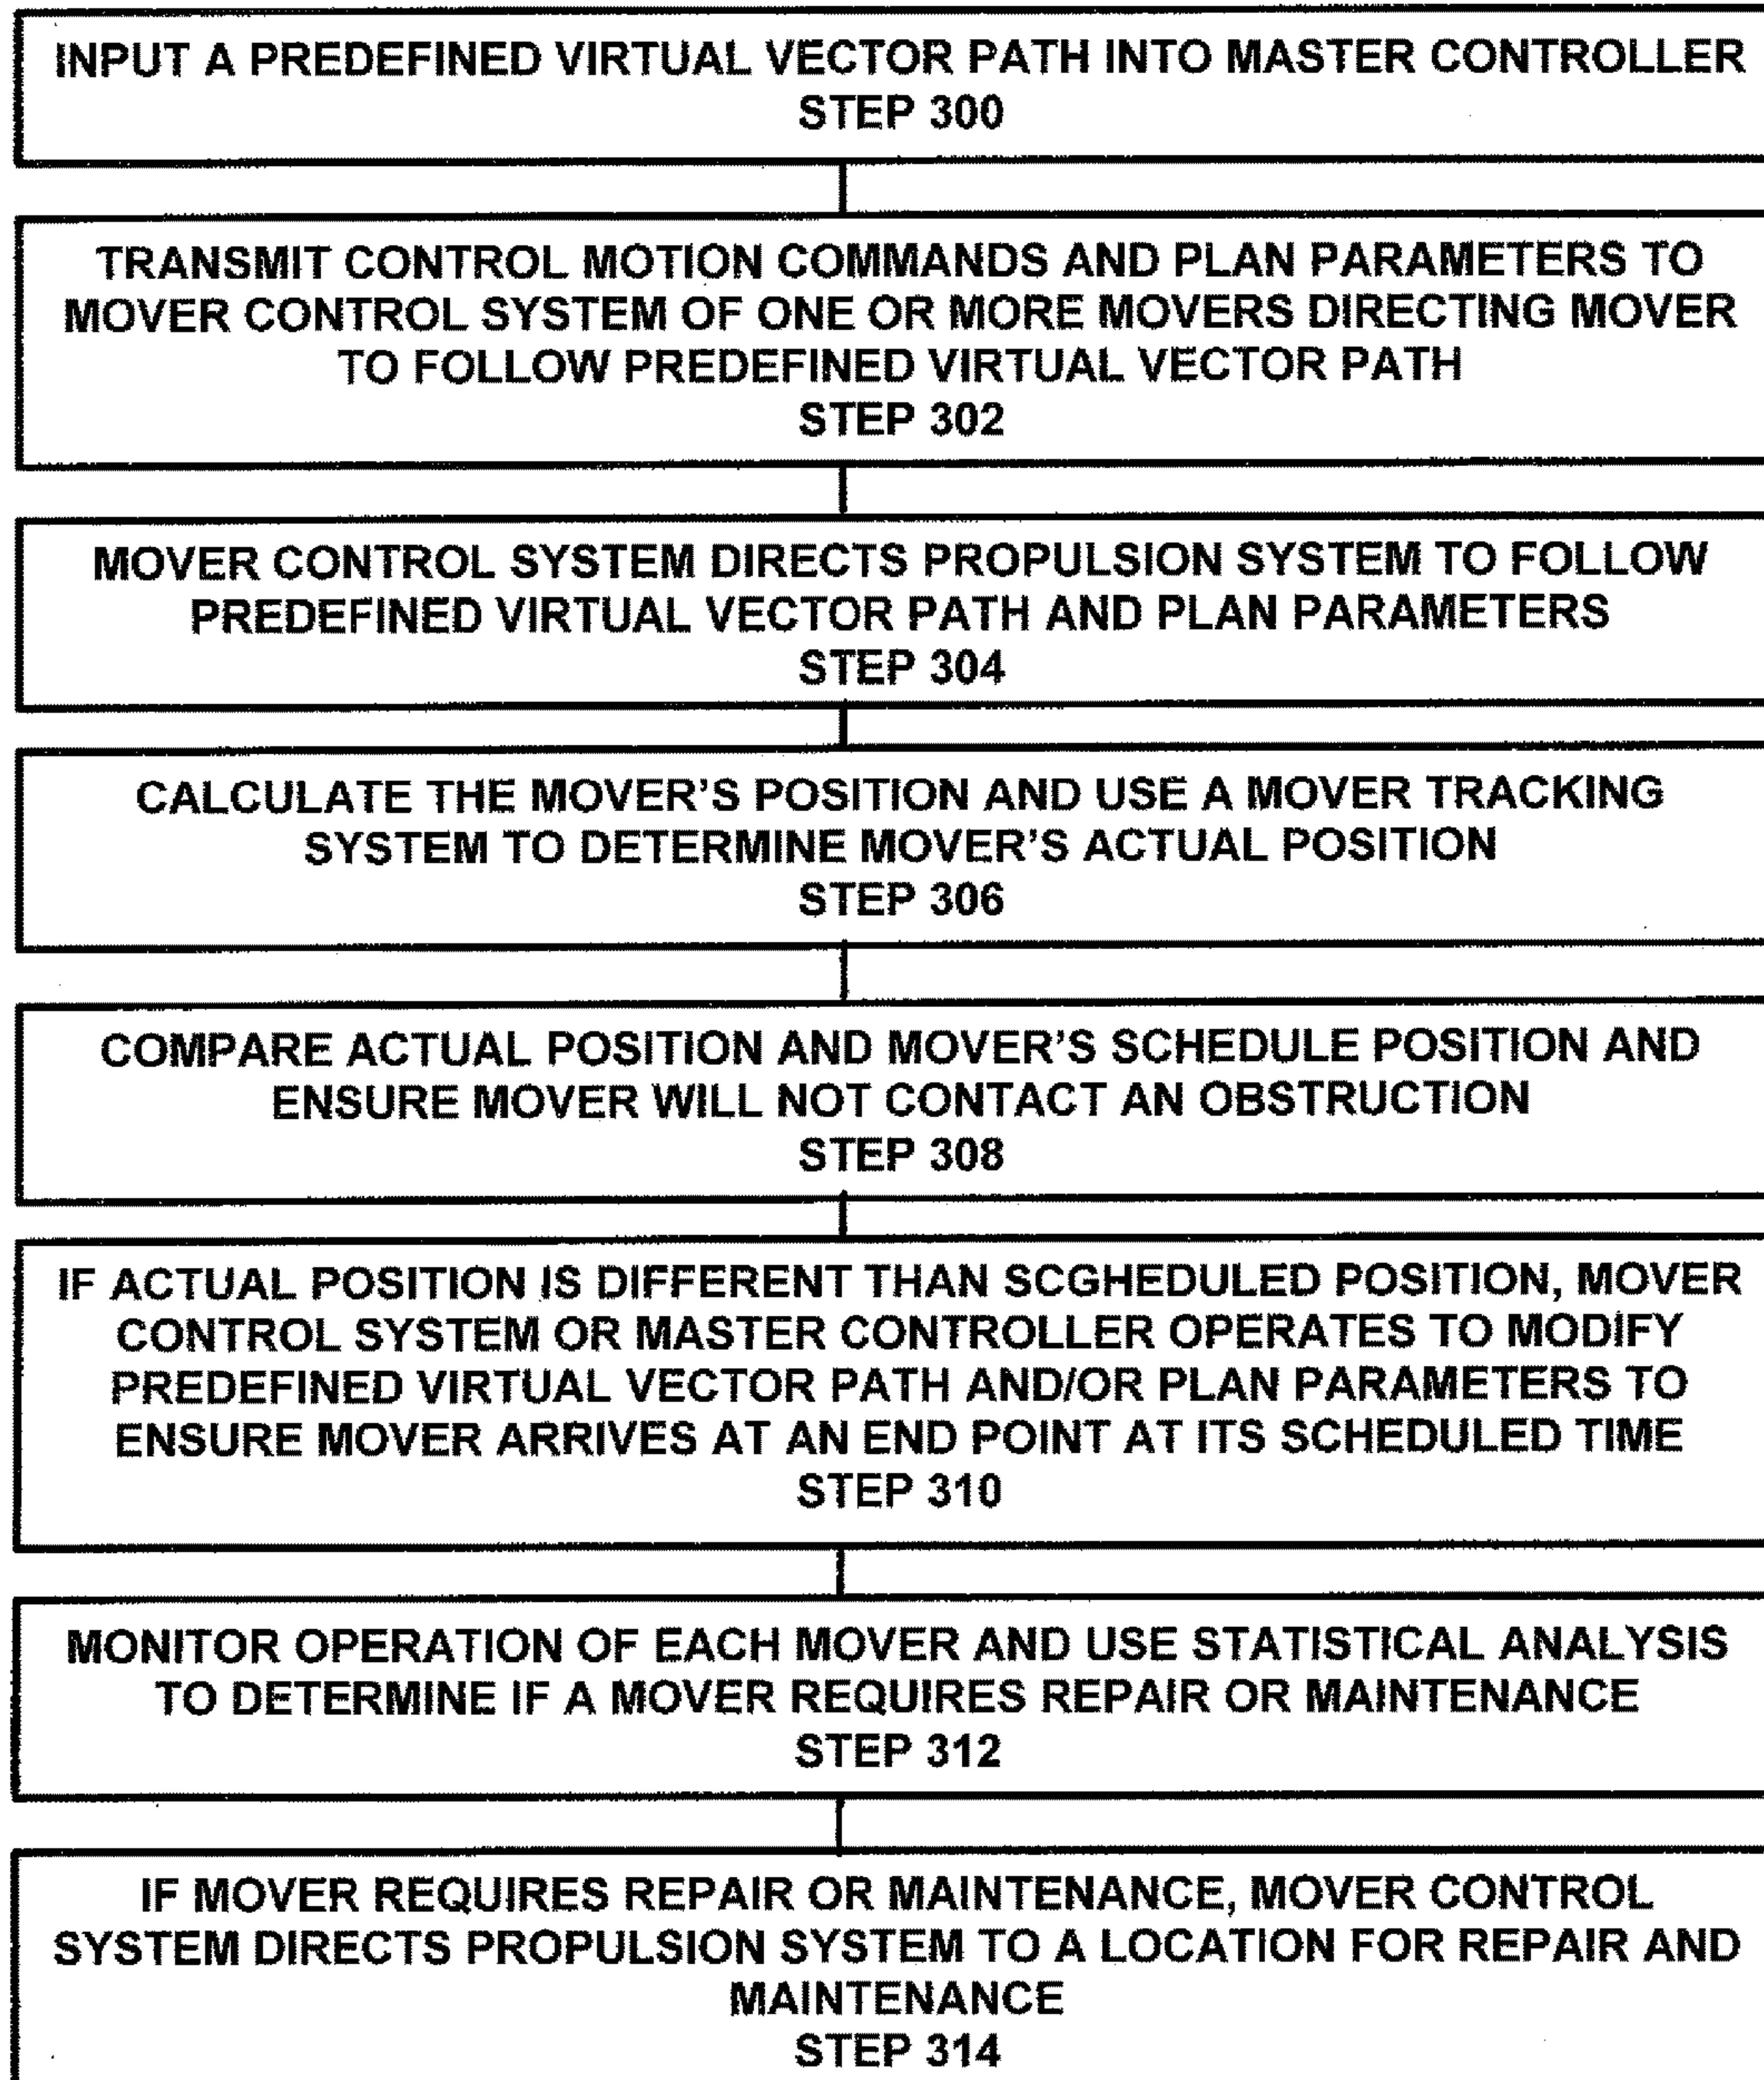 INPUT A PREDEFINED VIRTUAL VECTOR PATH INTO MASTER CONTROLLER
STEP 300
TRANSMIT CONTROL MOTION COMMANDS AND PLAN PARAMETERS TO
MOVER CONTROL SYSTEM OF ONE OR MORE MOVERS DIRECTING MOVER
TO FOLLOW PREDEFINED VIRTUAL VECTOR PATH
STEP 302
MOVER CONTROL SYSTEM DIRECTS PROPULSION SYSTEM TO FOLLOW
PREDEFINED VIRTUAL VECTOR PATH AND PLAN PARAMETERS
STEP 304
CALCULATE THE MOVER'S POSITION AND USE A MOVER TRACKING
SYSTEM TO DETERMINE MOVER'S ACTUAL POSITION
STEP 306
COMPARE ACTUAL POSITION AND MOVER'S SCHEDULE POSITION AND
ENSURE MOVER WILL NOT CONTACT AN OBSTRUCTION
STEP 308
IF ACTUAL POSITION IS DIFFERENT THAN SCGHEDULED POSITION, MOVER
CONTROL SYSTEM OR MASTER CONTROLLER OPERATES TO MODIFY
PREDEFINED VIRTUAL VECTOR PATH AND/OR PLAN PARAMETERS TO
ENSURE MOVER ARRIVES AT AN END POINT AT ITS SCHEDULED TIME
STEP 310
MONITOR OPERATION OF EACH MOVER AND USE STATISTICAL ANALYSIS
TO DETERMINE IF A MOVER REQUIRES REPAIR OR MAINTENANCE
STEP 312
IF MOVER REQUIRES REPAIR OR MAINTENANCE, MOVER CONTROL
SYSTEM DIRECTS PROPULSION SYSTEM TO A LOCATION FOR REPAIR AND
MAINTENANCE
STEP 314